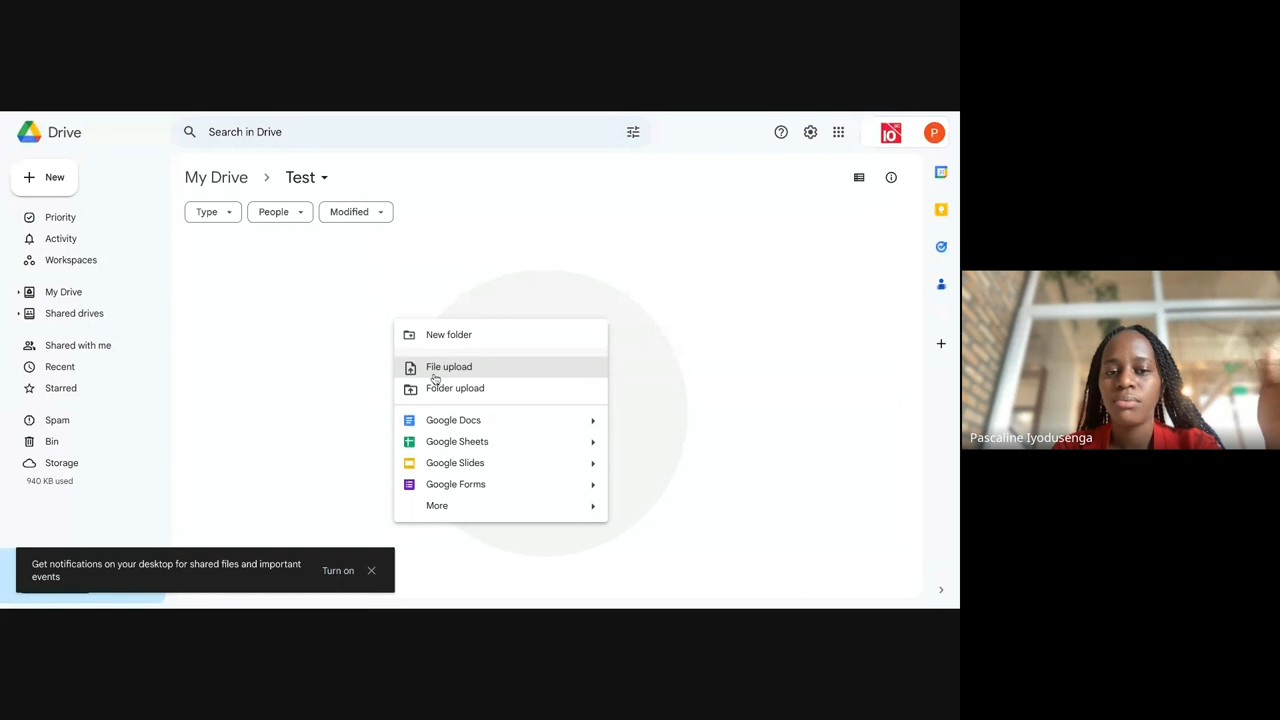 Drive
Search in Drive
P
New
My Drive
Test
Type
People
Modified
Priority
Activity
Workspaces
My Drive
Shared drives
Shared with me
Recent
Starred
Spam
Bin
Storage
940 KB used
New folder
File upload
Folder upload
Google Docs
Google Sheets
Google Slides
Google Forms
More
Get notifications on your desktop for shared files and important
events
Turn on
Pascaline Iyodusenga